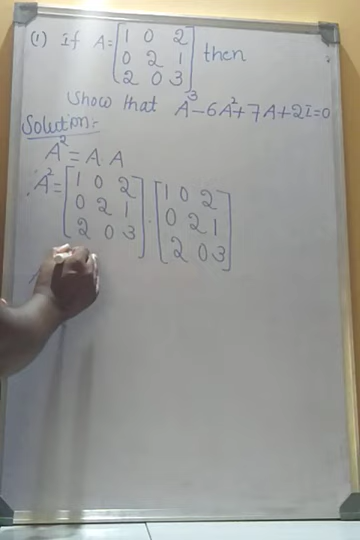 (1) If A = [1 0 2
0 2 1
2 0 3] then
Show that A³ - 6A² + 7A + 2I = 0
Solution:-
A² = A. A
∴ A² = [1 0 2
0 2 1
2 0 3] . [1 0 2
0 2 1
2 0 3]